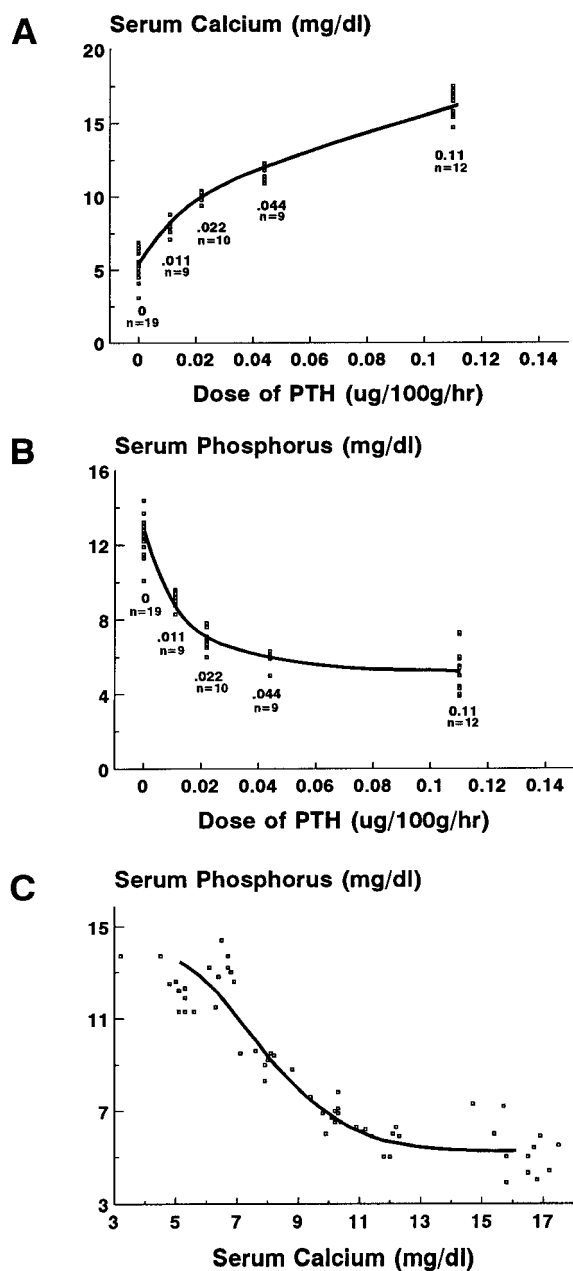 A
Serum Calcium (mg/dl)
20
15
10
5
0
0
n=19
.011
n=9
.022
n=10
.044
n=9
0.11
n=12
0 0.02 0.04 0.06 0.08 0.1 0.12 0.14
Dose of PTH (ug/100g/hr)
B
Serum Phosphorus (mg/dl)
16
12
8
4
0
0
n=19
.011
n=9
.022
n=10
.044
n=9
0.11
n=12
0 0.02 0.04 0.06 0.08 0.1 0.12 0.14
Dose of PTH (ug/100g/hr)
C
Serum Phosphorus (mg/dl)
15
11
7
3
3 5 7 9 11 13 15 17
Serum Calcium (mg/dl)